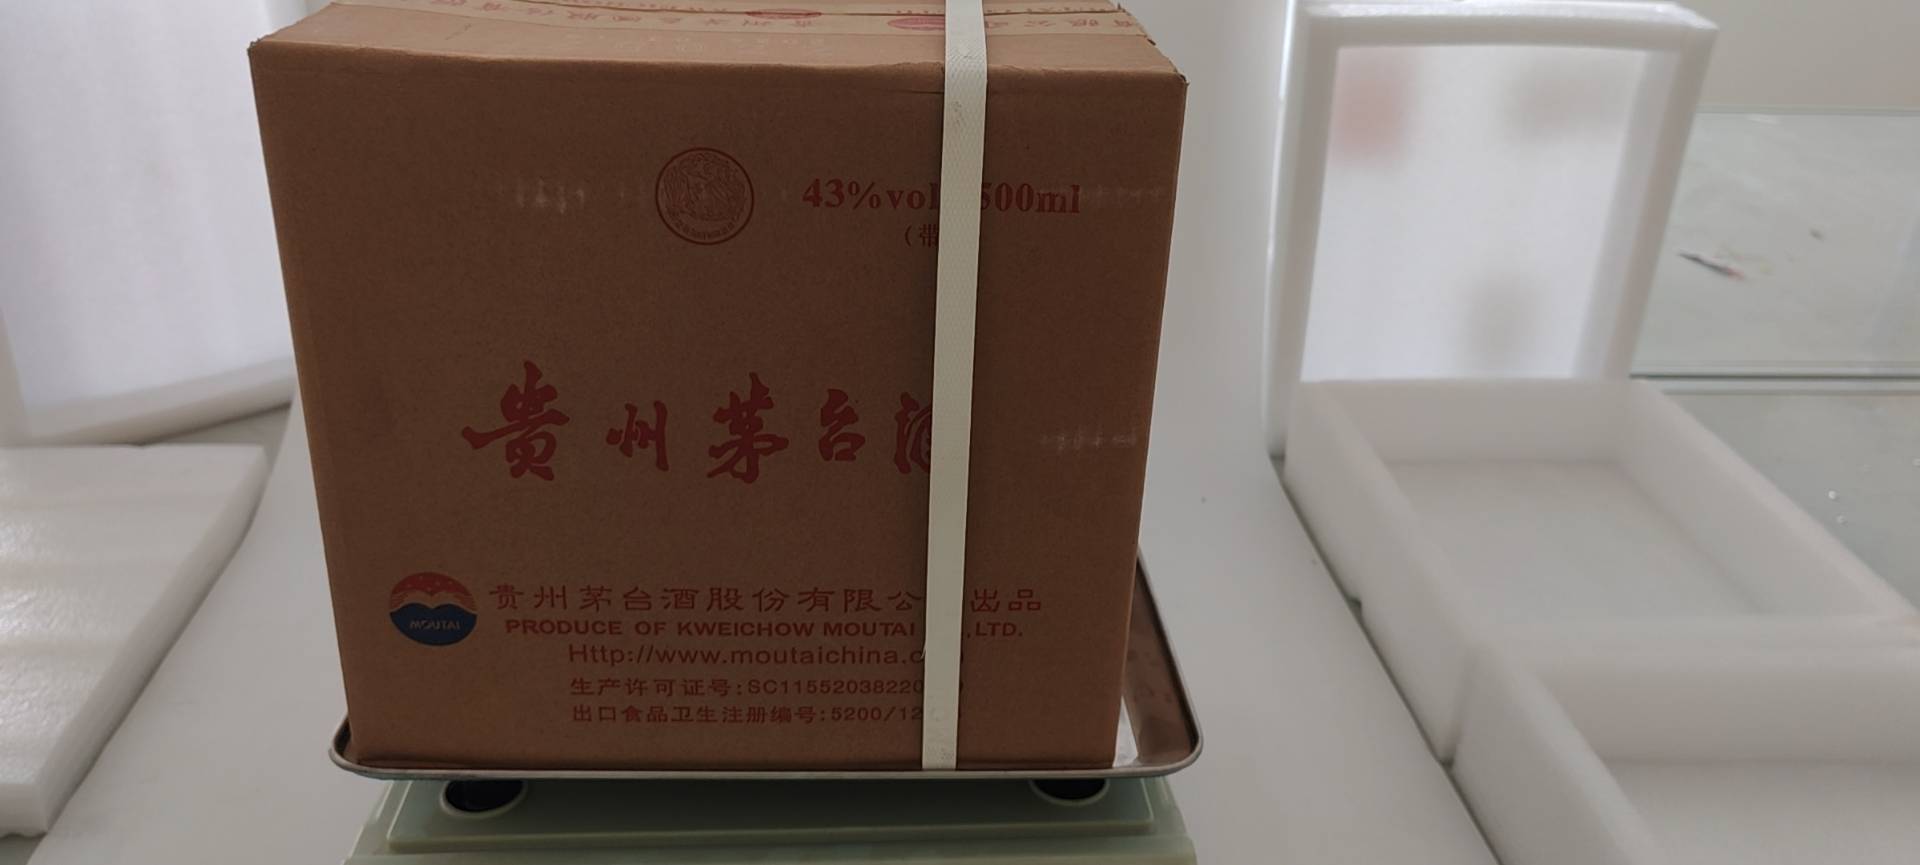 43%vol 500ml
(带
贵州茅台酒
贵州茅台酒股份有限公 出品
MOUTAI
PRODUCE OF KWEICHOW MOUTAI ,LTD.
Http://www.moutaichina.c
生产许可证号:SC11552038220
出口食品卫生注册编号:5200/12